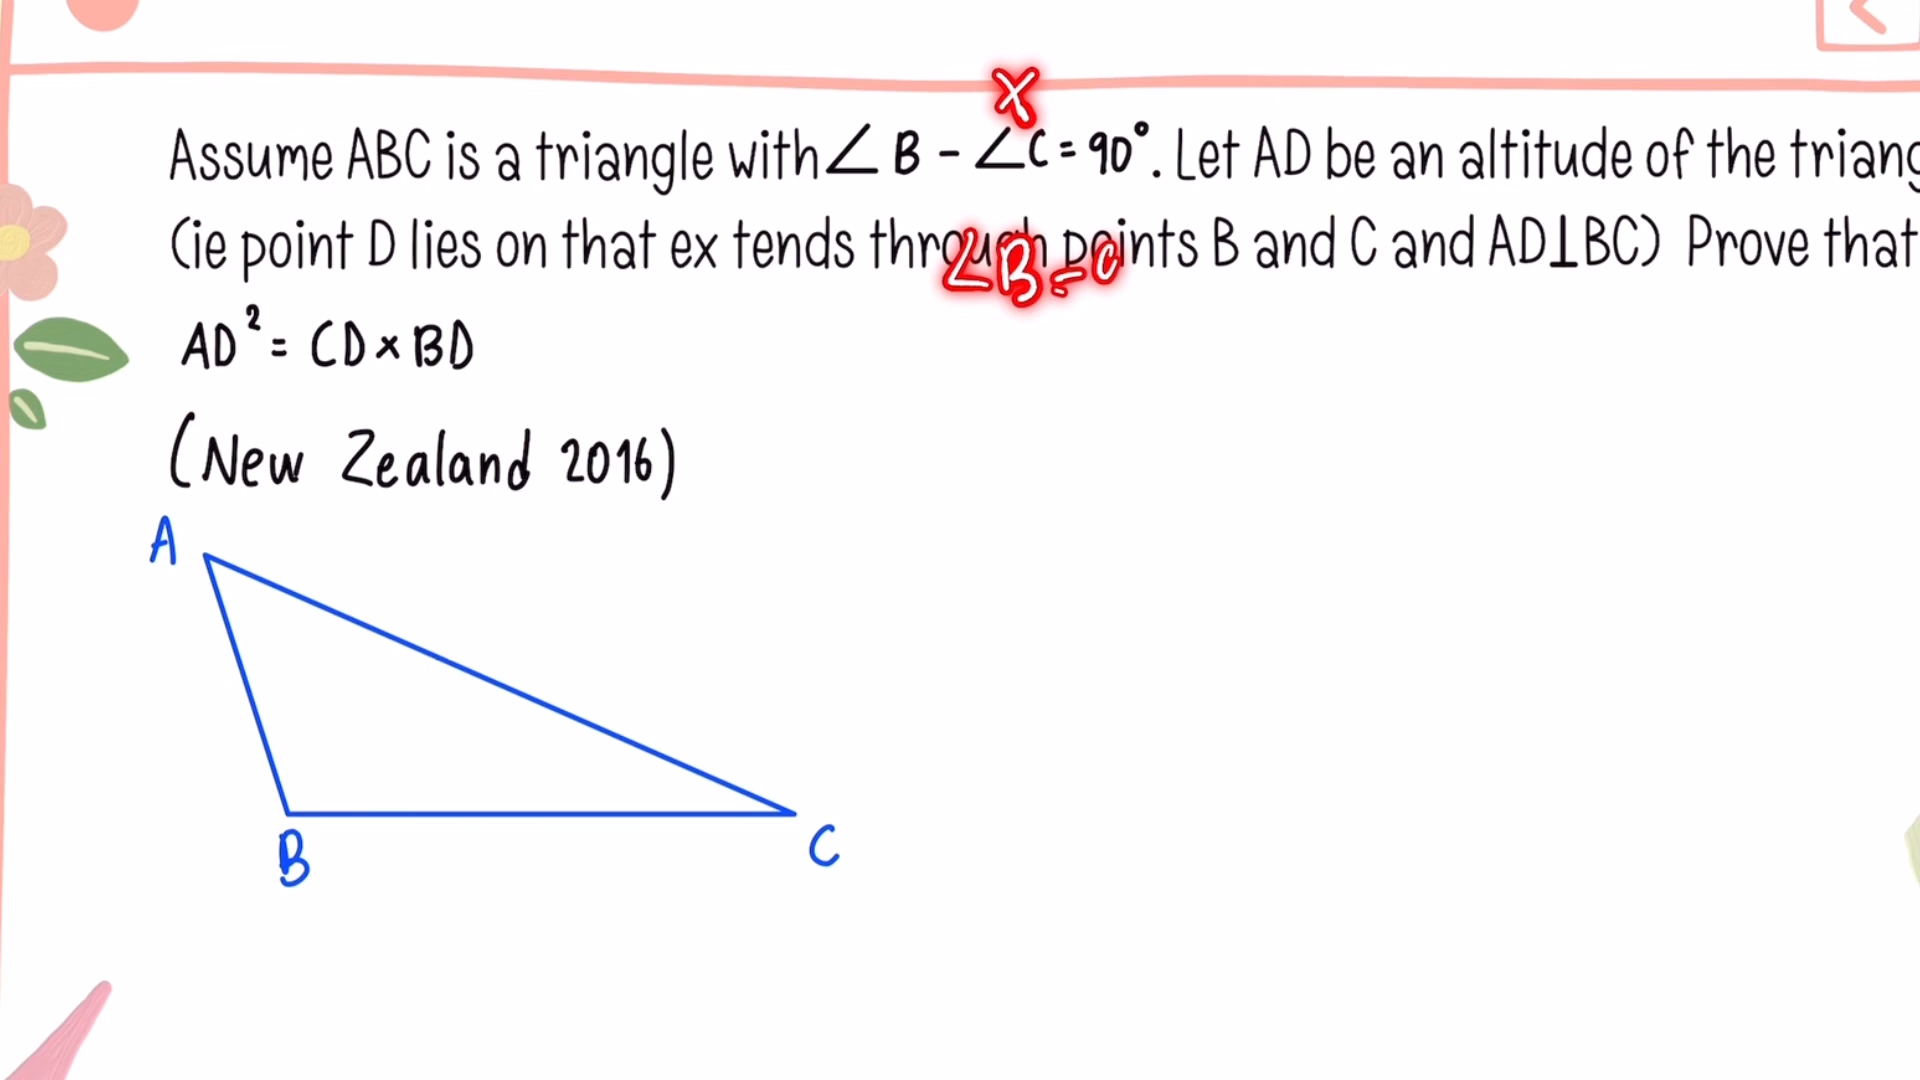 x
Assume ABC is a triangle with ∠ B - ∠C = 90°. Let AD be an altitude of the
(ie point D lies on that ex tends through points B and C and AD⊥BC) Prove that
∠B =
AD² = CD × BD
(New Zealand 2016)
A
B
C